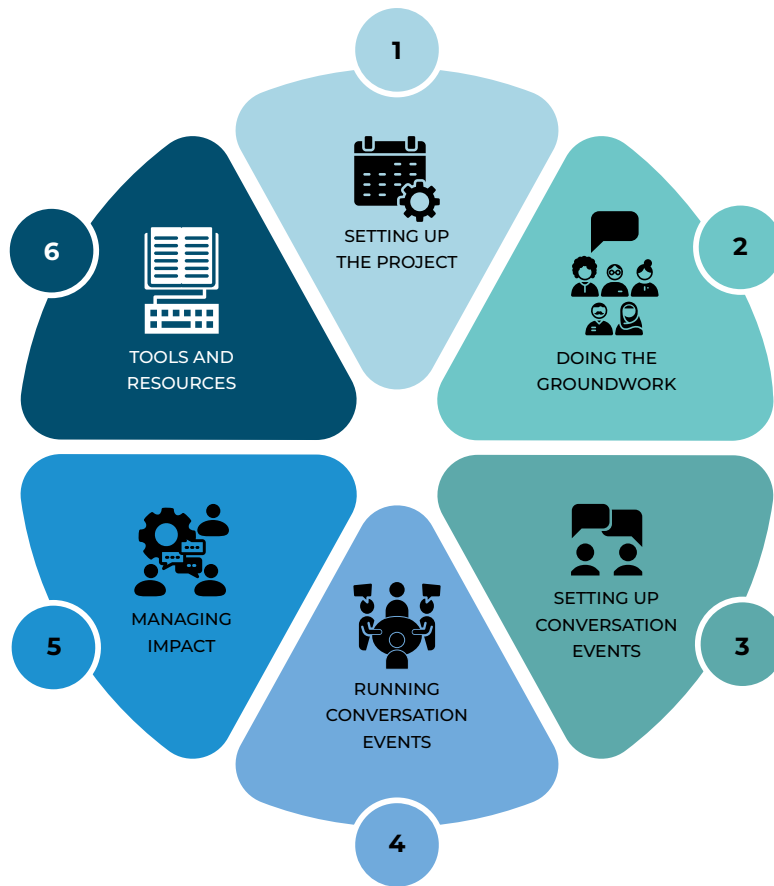 1
SETTING UP
THE PROJECT
2
DOING THE
GROUNDWORK
3
SETTING UP
CONVERSATION
EVENTS
4
RUNNING
CONVERSATION
EVENTS
5
MANAGING
IMPACT
6
TOOLS AND
RESOURCES